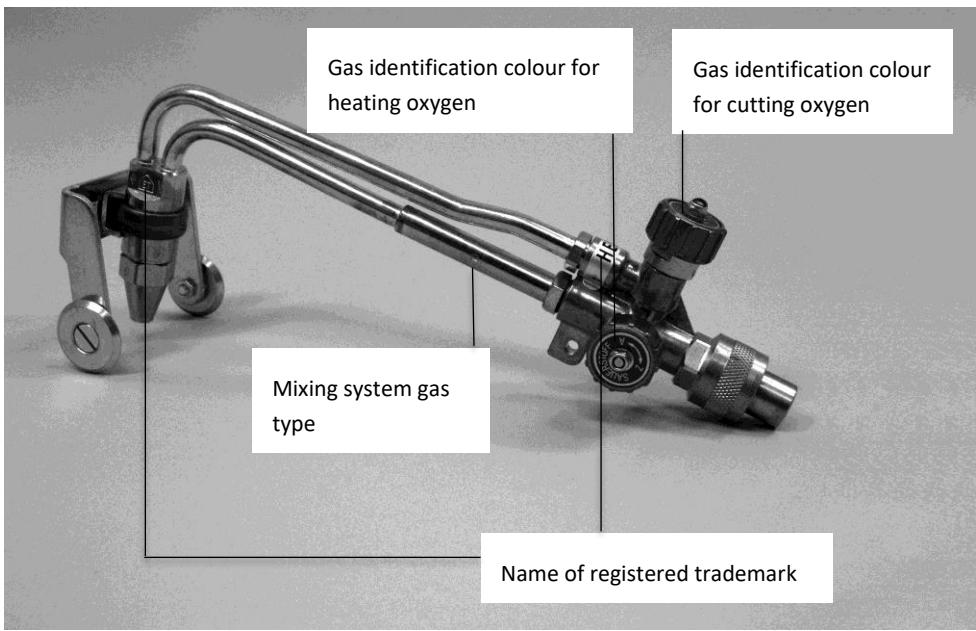 Gas identification colour for
heating oxygen
Gas identification colour
for cutting oxygen
Mixing system gas
type
Name of registered trademark
SAUERSTOFF
A
Z